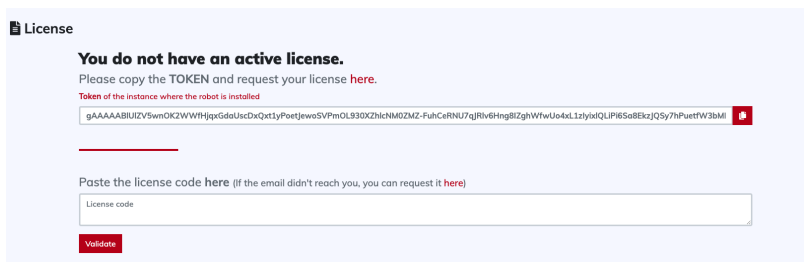 License
You do not have an active license.
Please copy the TOKEN and request your license here.
Token of the instance where the robot is installed
Paste the license code here (If the email didn't reach you, you can request it here)
License code
Validate